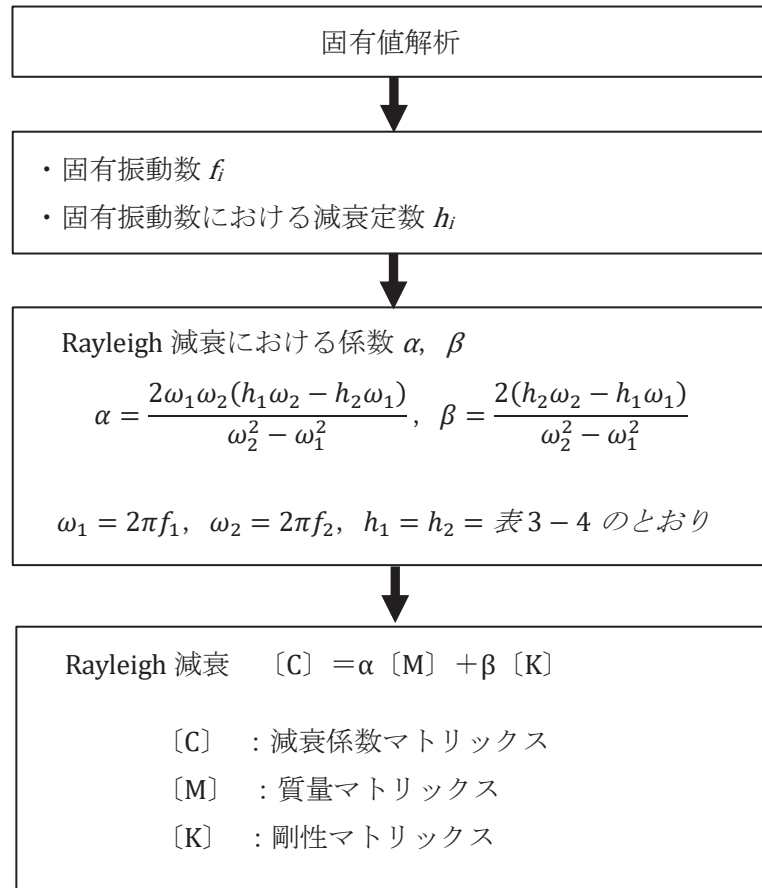 固有値解析
・固有振動数 fᵢ
・固有振動数における減衰定数 hᵢ
Rayleigh 減衰における係数 α, β
α = 2ω₁ω₂(h₁ω₂ − h₂ω₁) / (ω₂² − ω₁²), β = 2(h₂ω₂ − h₁ω₁) / (ω₂² − ω₁²)
ω₁ = 2πf₁, ω₂ = 2πf₂, h₁ = h₂ = 表 3 − 4 のとおり
Rayleigh 減衰 〔C〕＝α〔M〕＋β〔K〕
〔C〕 ：減衰係数マトリックス
〔M〕 ：質量マトリックス
〔K〕 ：剛性マトリックス